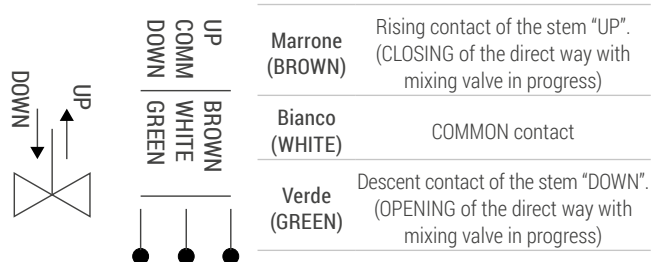 DOWN
UP
UP
COMM
DOWN
BROWN
WHITE
GREEN
Marrone
(BROWN)
Rising contact of the stem “UP”.
(CLOSING of the direct way with
mixing valve in progress)
Bianco
(WHITE)
COMMON contact
Verde
(GREEN)
Descent contact of the stem “DOWN”.
(OPENING of the direct way with
mixing valve in progress)